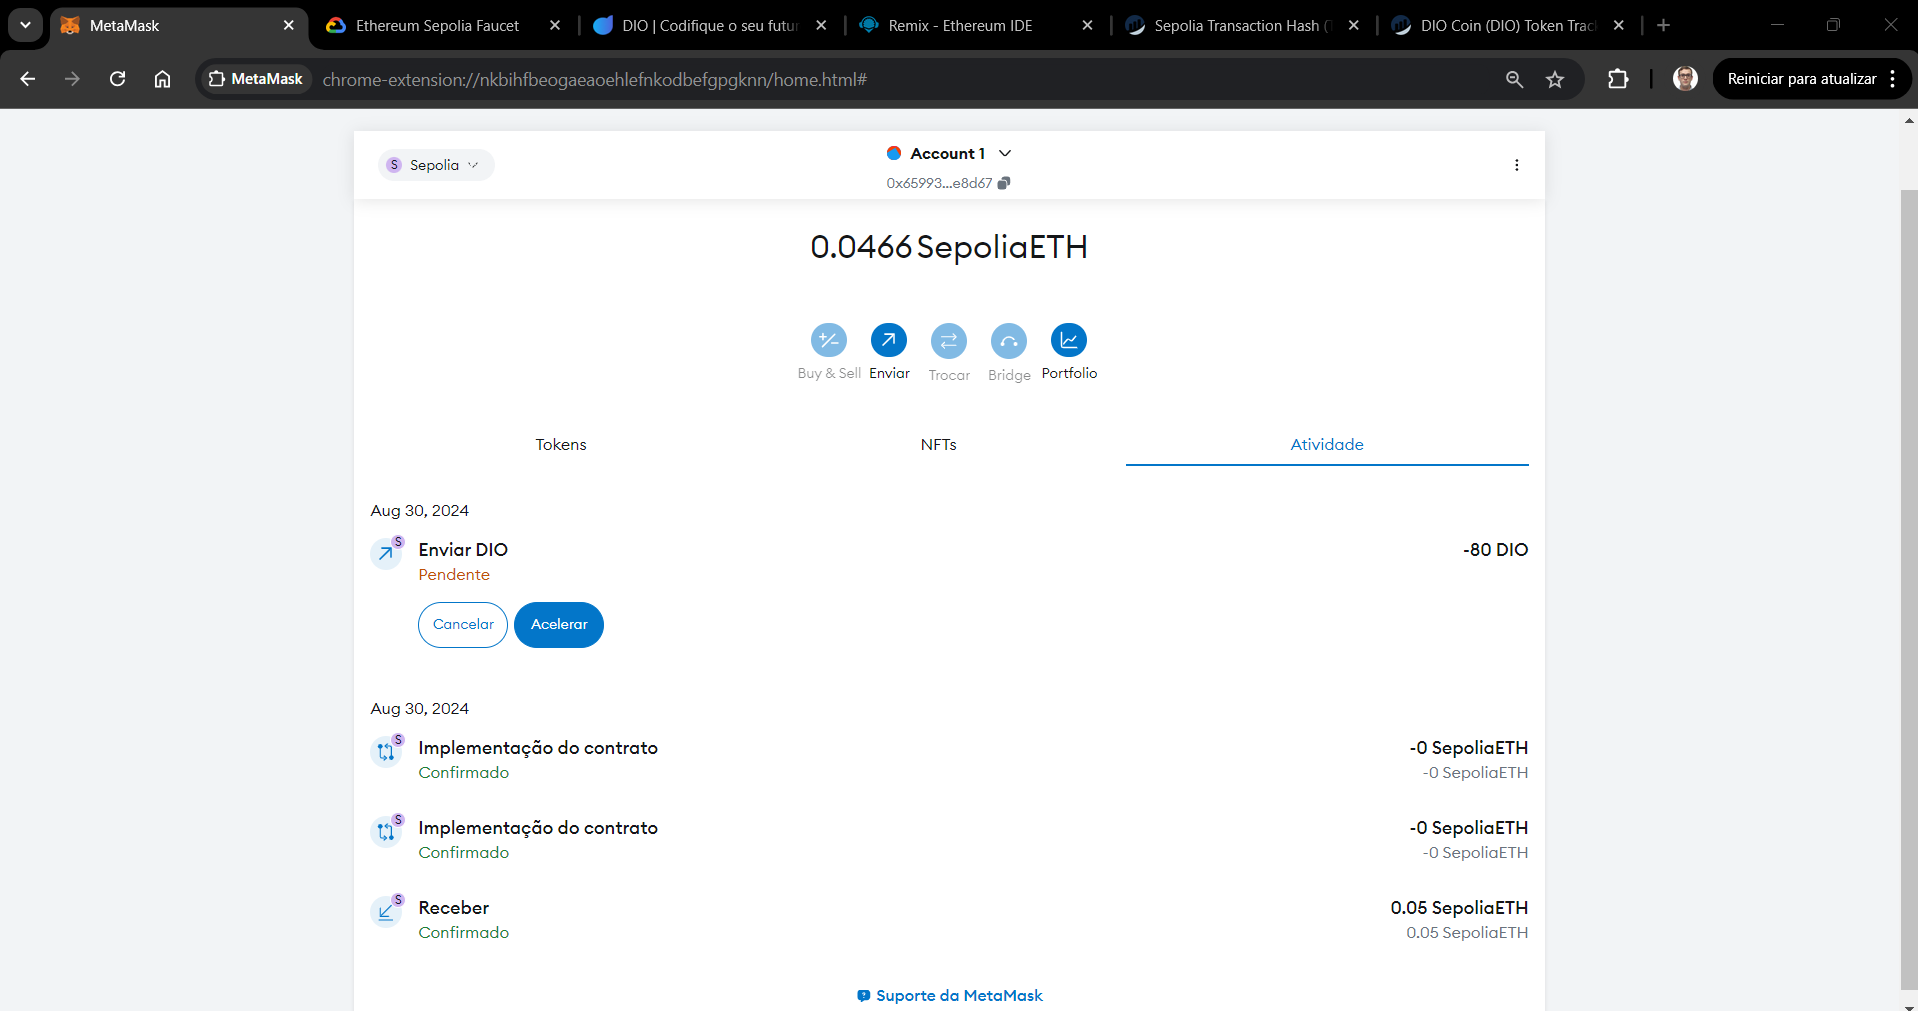 MetaMask
Ethereum Sepolia Faucet
DIO | Codifique o seu futur
Remix - Ethereum IDE
Sepolia Transaction Hash (T
DIO Coin (DIO) Token Trac
MetaMask
chrome-extension://nkbihfbeogaeaoehlefnkodbefgpgknn/home.html#
Reiniciar para atualizar
S Sepolia
Account 1
0x65993...e8d67
0.0466 SepoliaETH
Buy & Sell
Enviar
Trocar
Bridge
Portfolio
Tokens
NFTs
Atividade
Aug 30, 2024
S
Enviar DIO
-80 DIO
Pendente
Cancelar
Acelerar
Aug 30, 2024
S
Implementação do contrato
-0 SepoliaETH
Confirmado
-0 SepoliaETH
S
Implementação do contrato
-0 SepoliaETH
Confirmado
-0 SepoliaETH
S
Receber
0.05 SepoliaETH
Confirmado
0.05 SepoliaETH
Suporte da MetaMask